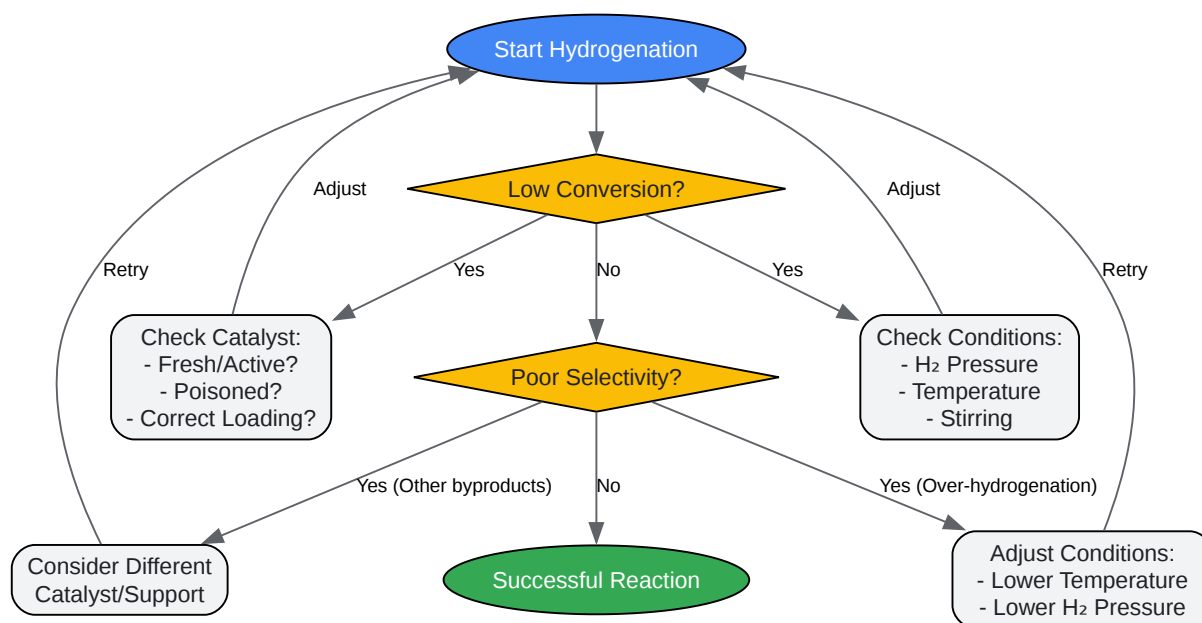 Start Hydrogenation
Low Conversion?
Adjust
Adjust
Retry
Yes
No
Yes
Retry
Check Catalyst:
- Fresh/Active?
- Poisoned?
- Correct Loading?
Check Conditions:
- H₂ Pressure
- Temperature
- Stirring
Poor Selectivity?
Yes (Other byproducts)
No
Yes (Over-hydrogenation)
Consider Different
Catalyst/Support
Successful Reaction
Adjust Conditions:
- Lower Temperature
- Lower H₂ Pressure